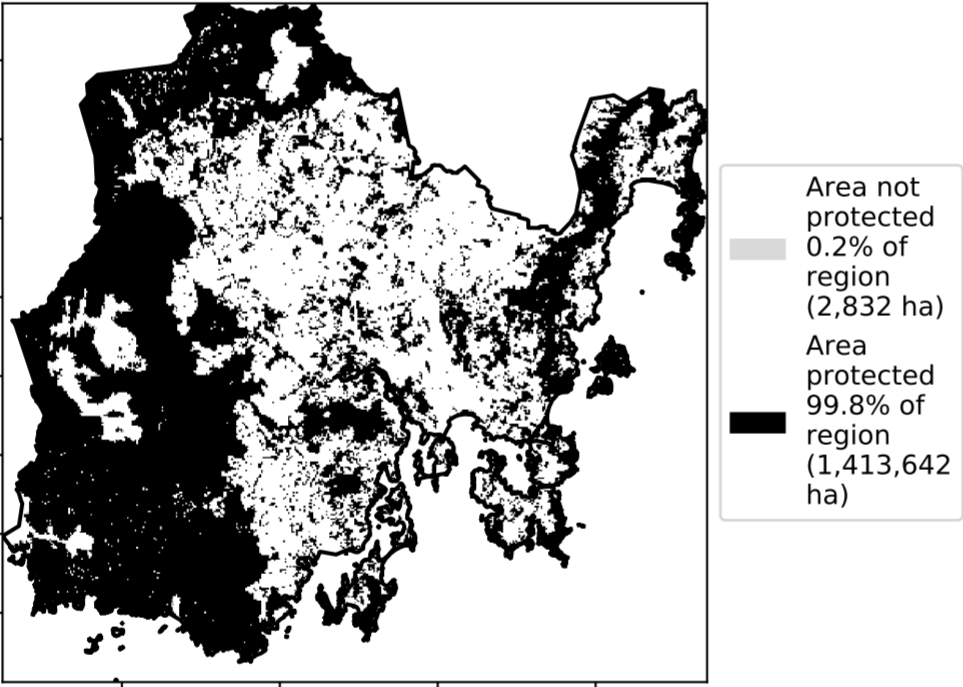 Area not
protected
0.2% of
region
(2,832 ha)
Area
protected
99.8% of
region
(1,413,642
ha)